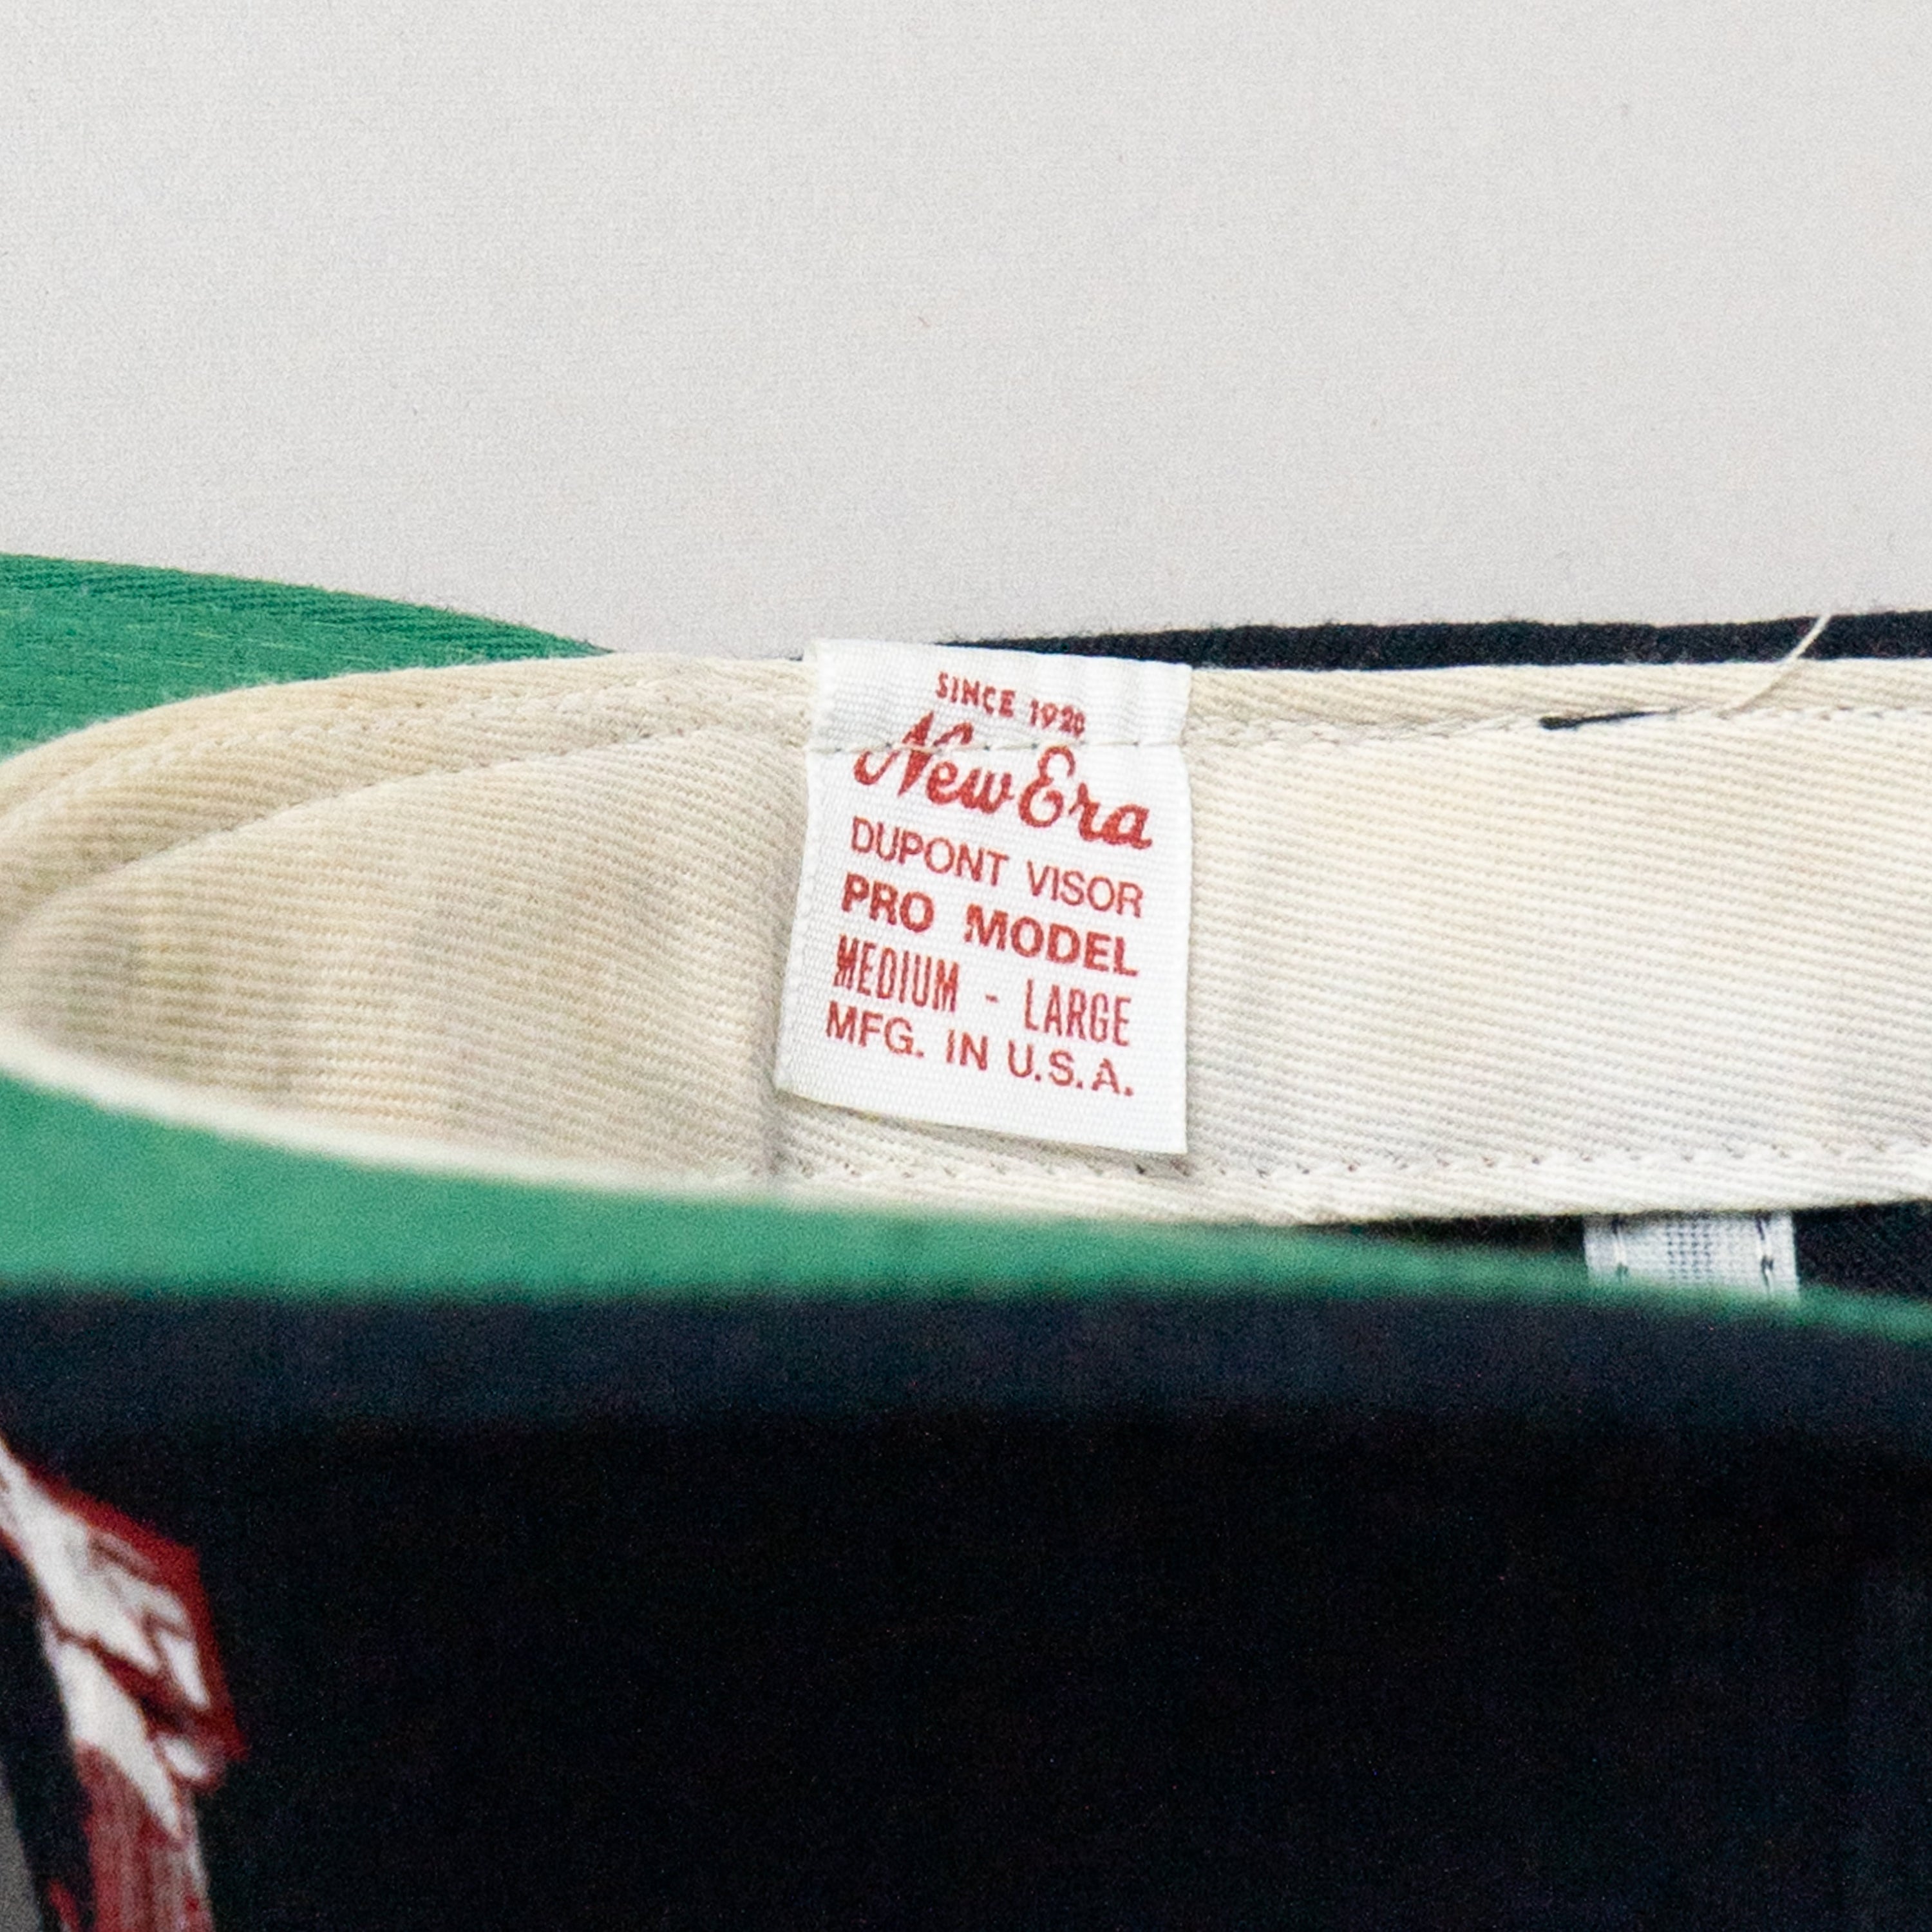 SINCE 1920
New Era
DUPONT VISOR
PRO MODEL
MEDIUM - LARGE
MFG. IN U.S.A.